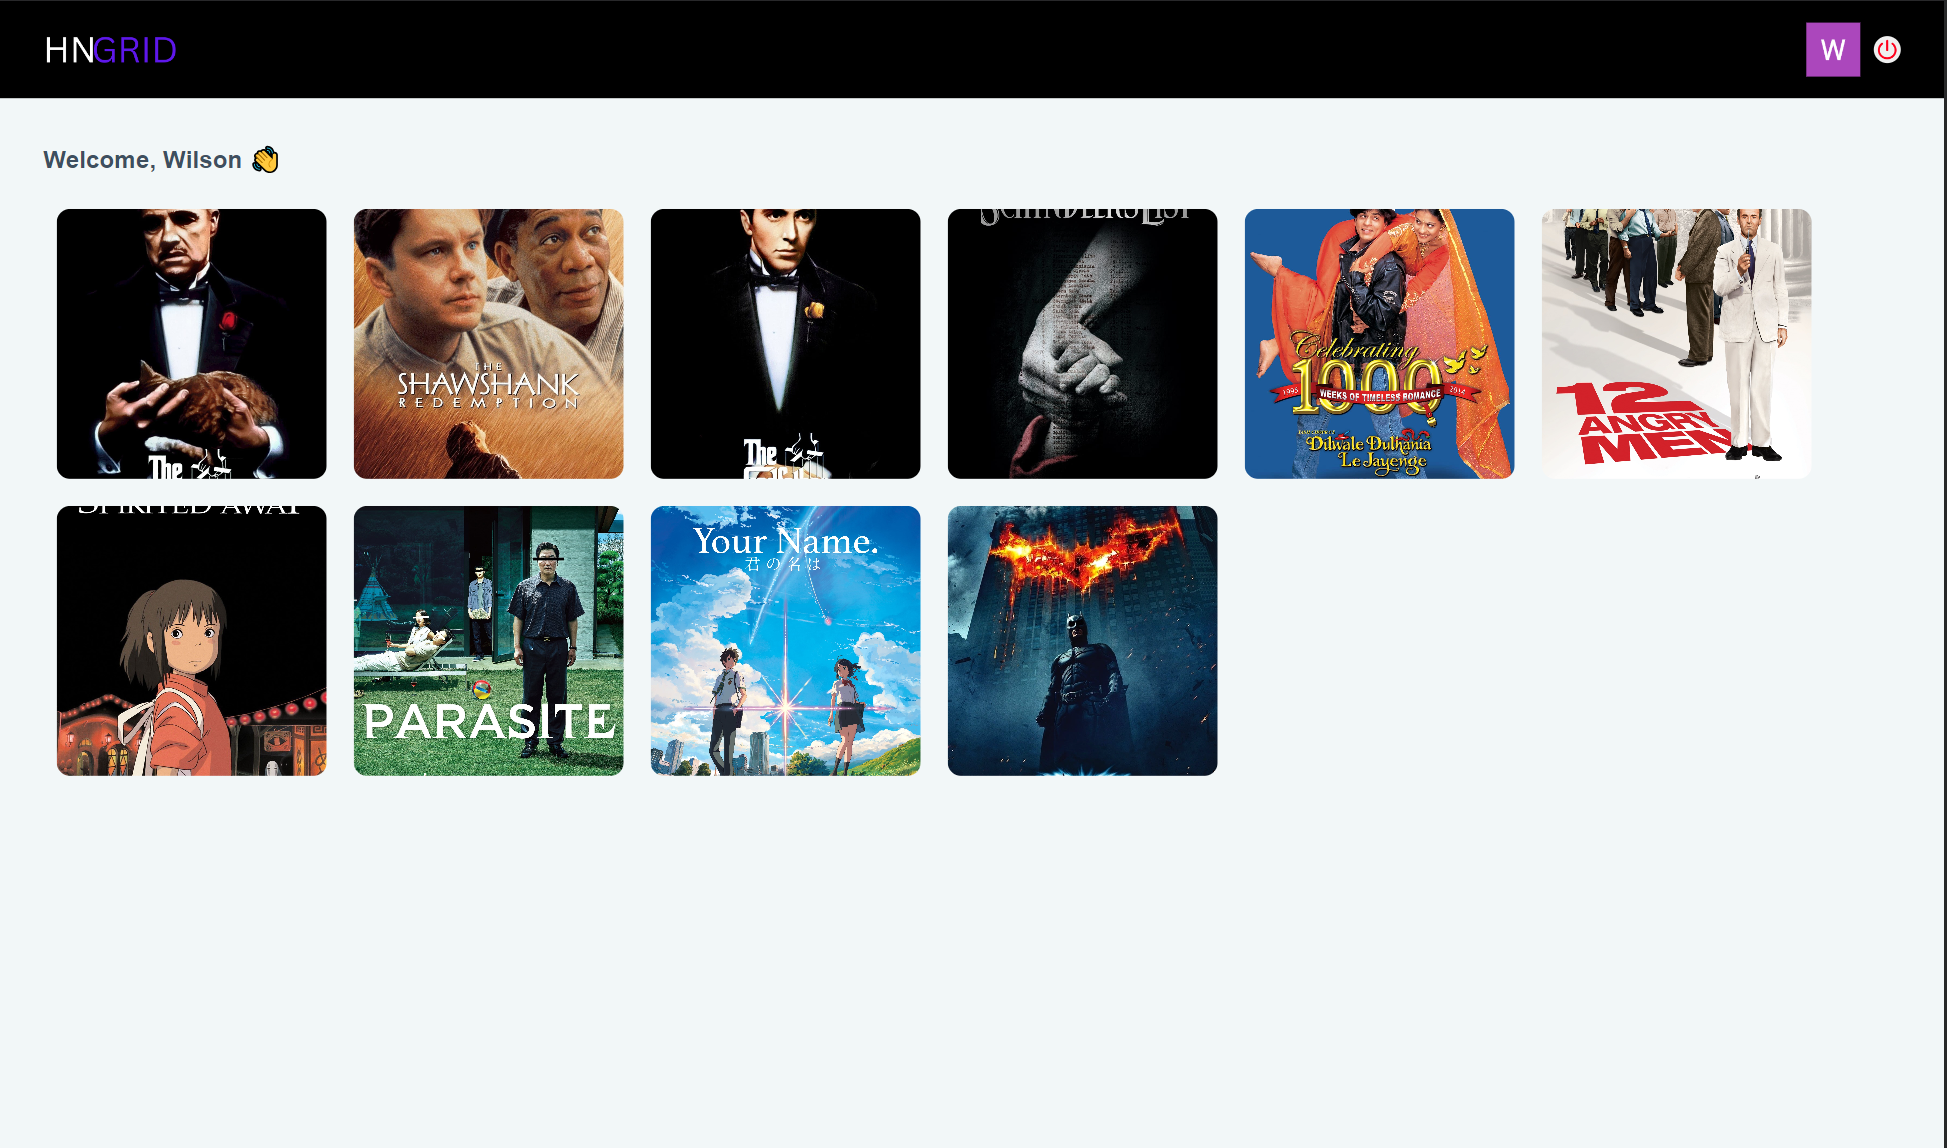 HNGRID
W
Welcome, Wilson 👋
The
THE
SHAWSHANK
REDEMPTION
The
SCHINDLER'S LIST
Celebrating
1000
1995 WEEKS OF TIMELESS ROMANCE 2014
Dilwale Dulhania
Le Jayenge
12
ANGRY
MEN
SPIRITED AWAY
PARASITE
Your Name.
君の名は